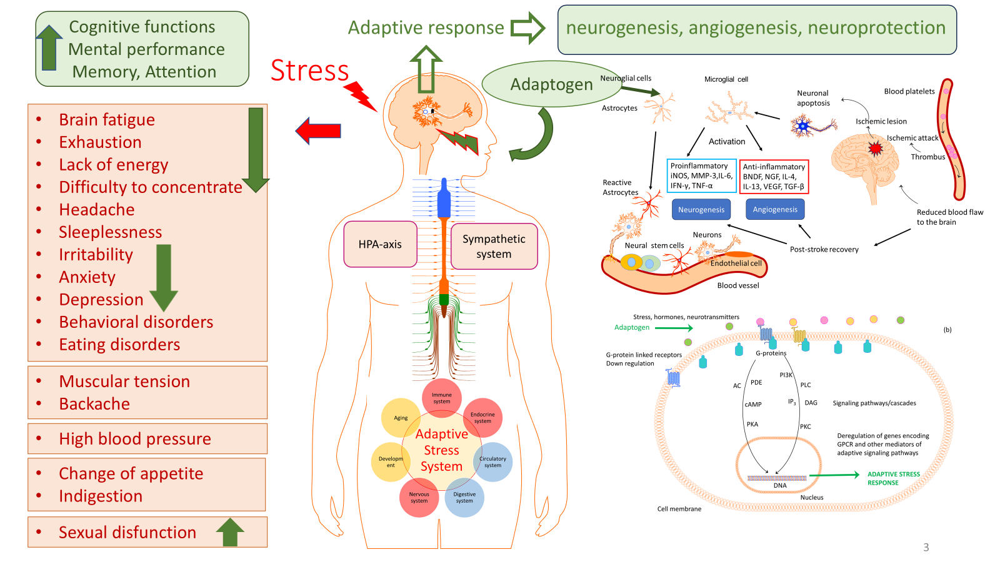 Cognitive functions
Mental performance
Memory, Attention
• Brain fatigue
• Exhaustion
• Lack of energy
• Difficulty to concentrate
• Headache
• Sleeplessness
• Irritability
• Anxiety
• Depression
• Behavioral disorders
• Eating disorders
• Muscular tension
• Backache
• High blood pressure
• Change of appetite
• Indigestion
• Sexual disfunction
Stress
Adaptive response
neurogenesis, angiogenesis, neuroprotection
Adaptogen
HPA-axis
Sympathetic
system
Immune
system
Aging
Endocrine
system
Adaptive
Stress
System
Developm
ent
Circulatory
system
Nervous
system
Digestive
system
Neuroglial cells
Astrocytes
Microglial cell
Neuronal
apoptosis
Blood platelets
Ischemic lesion
Ischemic attack
Thrombus
Activation
Proinflammatory
iNOS, MMP-3,IL-6,
IFN-γ, TNF-α
Anti-inflammatory
BNDF, NGF, IL-4,
IL-13, VEGF, TGF-β
Reactive
Astrocytes
Neurogenesis
Angiogenesis
Reduced blood flaw
to the brain
Post-stroke recovery
Neurons
Neural stem cells
Endothelial cell
Blood vessel
Stress, hormones, neurotransmitters
Adaptogen
(b)
G-protein linked receptors
Down regulation
G-proteins
PI3K
AC
PDE
PLC
cAMP
IP3
DAG
Signaling pathways/cascades
PKA
PKC
Deregulation of genes encoding
GPCR and other mediators of
adaptive signaling pathways
ADAPTIVE STRESS
RESPONSE
DNA
Nucleus
Cell membrane
3